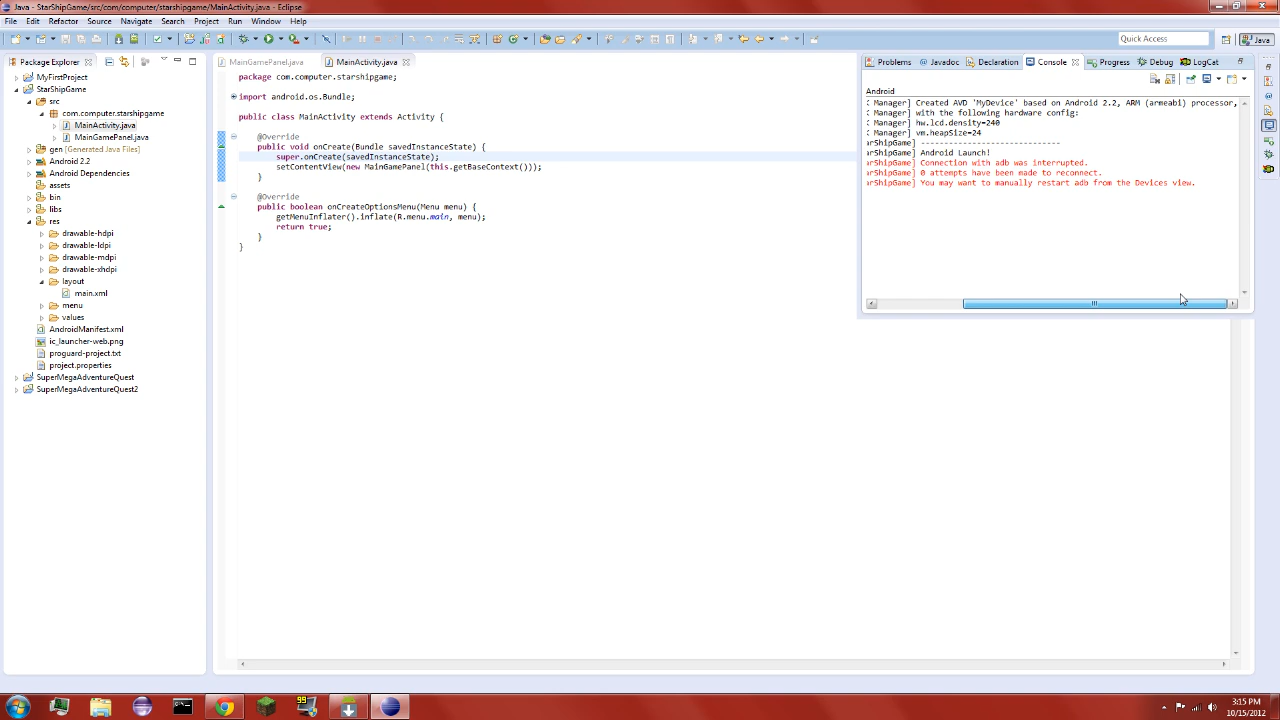 Java - StarShipGame/src/com/computer/starshipgame/MainActivity.java - Eclipse
File Edit Refactor Source Navigate Search Project Run Window Help
Quick Access
Java
Package Explorer
MyFirstProject
StarShipGame
src
com.computer.starshipgame
MainActivity.java
MainGamePanel.java
gen [Generated Java Files]
Android 2.2
Android Dependencies
assets
bin
libs
res
drawable-hdpi
drawable-ldpi
drawable-mdpi
drawable-xhdpi
layout
main.xml
menu
values
AndroidManifest.xml
ic_launcher-web.png
proguard-project.txt
project.properties
SuperMegaAdventureQuest
SuperMegaAdventureQuest2
MainGamePanel.java MainActivity.java
package com.computer.starshipgame;
import android.os.Bundle;
public class MainActivity extends Activity {
@Override
public void onCreate(Bundle savedInstanceState) {
super.onCreate(savedInstanceState);
setContentView(new MainGamePanel(this.getBaseContext()));
}
@Override
public boolean onCreateOptionsMenu(Menu menu) {
getMenuInflater().inflate(R.menu.main, menu);
return true;
}
}
Problems Javadoc Declaration Console Progress Debug LogCat
Android
Manager] Created AVD 'MyDevice' based on Android 2.2, ARM (armeabi) processor,
Manager] with the following hardware config:
Manager] hw.lcd.density=240
Manager] vm.heapSize=24
arShipGame] ------------------------------
arShipGame] Android Launch!
arShipGame] Connection with adb was interrupted.
arShipGame] 0 attempts have been made to reconnect.
arShipGame] You may want to manually restart adb from the Devices view.
99
3:15 PM
10/15/2012